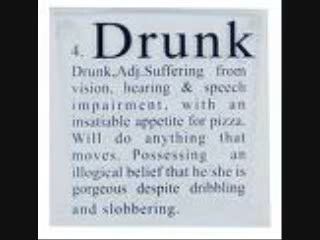 4. Drunk
Drunk,Adj.Suffering from
vision, hearing & speech
impairment, with an
insatiable appetite for pizza.
Will do anything that
moves. Possessing an
illogical belief that he she is
gorgeous despite dribbling
and slobbering.